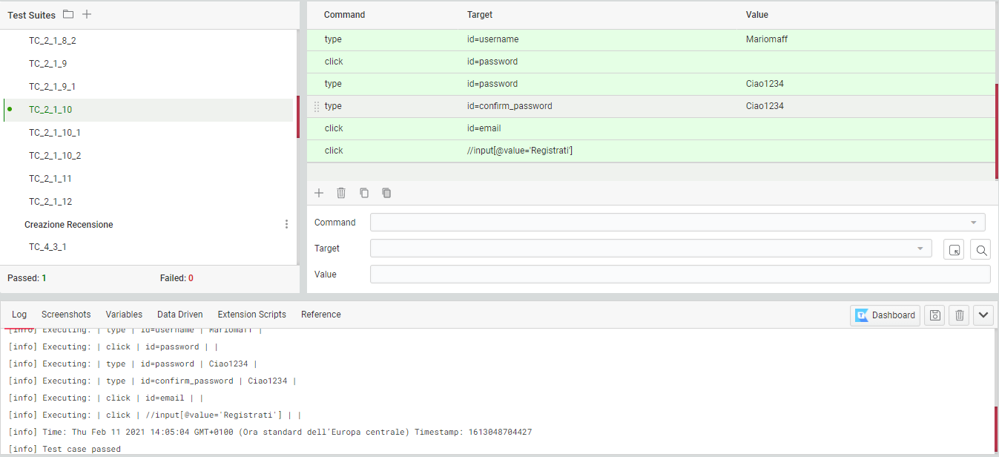 Test Suites
TC_2_1_8_2
TC_2_1_9
TC_2_1_9_1
TC_2_1_10
TC_2_1_10_1
TC_2_1_10_2
TC_2_1_11
TC_2_1_12
Creazione Recensione
TC_4_3_1
Passed: 1 Failed: 0
Command Target Value
type id=username Mariomaff
click id=password
type id=password Ciao1234
type id=confirm_password Ciao1234
click id=email
click //input[@value='Registrati']
Command
Target
Value
Log Screenshots Variables Data Driven Extension Scripts Reference Dashboard
[info] Executing: | type | id=username | Mariomaff |
[info] Executing: | click | id=password | |
[info] Executing: | type | id=password | Ciao1234 |
[info] Executing: | type | id=confirm_password | Ciao1234 |
[info] Executing: | click | id=email | |
[info] Executing: | click | //input[@value='Registrati'] | |
[info] Time: Thu Feb 11 2021 14:05:04 GMT+0100 (Ora standard dell'Europa centrale) Timestamp: 1613048704427
[info] Test case passed